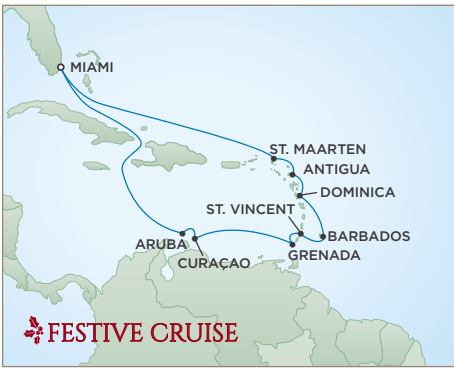 MIAMI
ST. MAARTEN
ANTIGUA
DOMINICA
ST. VINCENT
BARBADOS
ARUBA
GRENADA
CURAÇAO
FESTIVE CRUISE